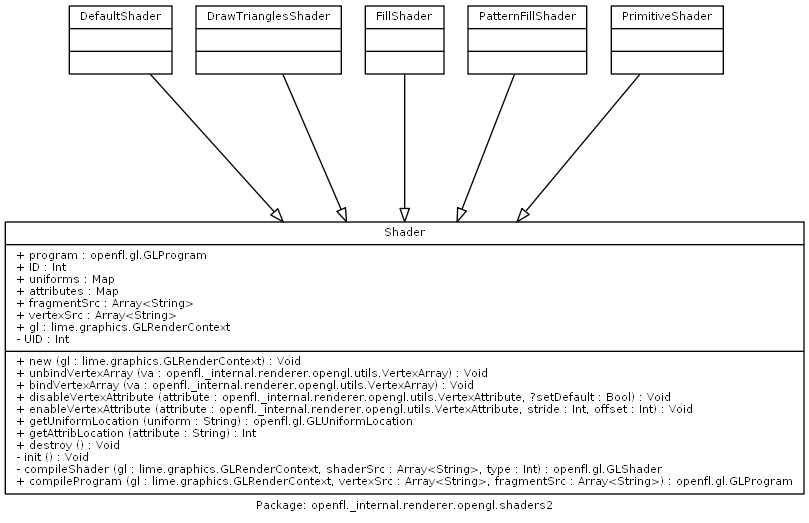 DefaultShader
DrawTrianglesShader
FillShader
PatternFillShader
PrimitiveShader
Shader
+ program : openfl.gl.GLProgram
+ ID : Int
+ uniforms : Map
+ attributes : Map
+ fragmentSrc : Array<String>
+ vertexSrc : Array<String>
+ gl : lime.graphics.GLRenderContext
- UID : Int
+ new (gl : lime.graphics.GLRenderContext) : Void
+ unbindVertexArray (va : openfl._internal.renderer.opengl.utils.VertexArray) : Void
+ bindVertexArray (va : openfl._internal.renderer.opengl.utils.VertexArray) : Void
+ disableVertexAttribute (attribute : openfl._internal.renderer.opengl.utils.VertexAttribute, ?setDefault : Bool) : Void
+ enableVertexAttribute (attribute : openfl._internal.renderer.opengl.utils.VertexAttribute, stride : Int, offset : Int) : Void
+ getUniformLocation (uniform : String) : openfl.gl.GLUniformLocation
+ getAttribLocation (attribute : String) : Int
+ destroy () : Void
- init () : Void
- compileShader (gl : lime.graphics.GLRenderContext, shaderSrc : Array<String>, type : Int) : openfl.gl.GLShader
+ compileProgram (gl : lime.graphics.GLRenderContext, vertexSrc : Array<String>, fragmentSrc : Array<String>) : openfl.gl.GLProgram
Package: openfl._internal.renderer.opengl.shaders2